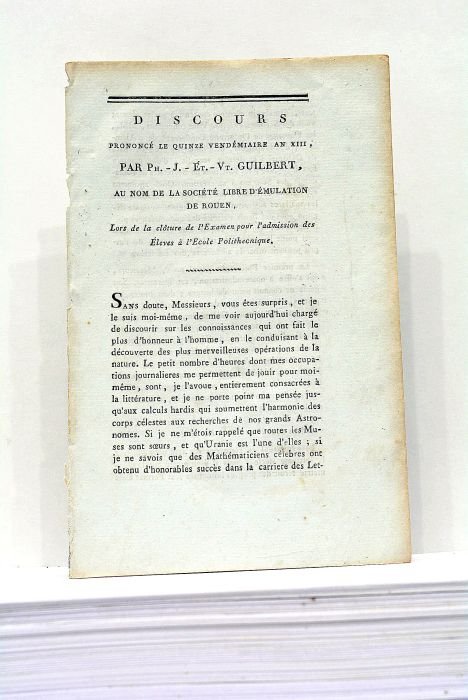 DISCOURS
PRONONCÉ LE QUINZE VENDÉMIAIRE AN XIII,
PAR PH.-J.-ÉT.-VT. GUILBERT,
AU NOM DE LA SOCIÉTÉ LIBRE D'ÉMULATION
DE ROUEN,
Lors de la clôture de l'Examen pour l'admission des
Éleves à l'École Polithecnique.
SANS doute, Messieurs, vous êtes surpris, et je
le suis moi-même, de me voir aujourd'hui chargé
de discourir sur les connoissances qui ont fait le
plus d'honneur à l'homme, en le conduisant à la
découverte des plus merveilleuses opérations de la
nature. Le petit nombre d'heures dont mes occupa-
tions journalieres me permettent de jouir pour moi-
même, sont, je l'avoue, entierement consacrées à
la littérature, et je ne porte point ma pensée jus-
qu'aux calculs hardis qui soumettent l'harmonie des
corps célestes aux recherches de nos grands Astro-
nomes. Si je ne m'étois rappelé que toutes les Mu-
ses sont sœurs, et qu'Uranie est l'une d'elles; si
je ne savois que des Mathématiciens célebres ont
obtenu d'honorables succès dans la carriere des Let-